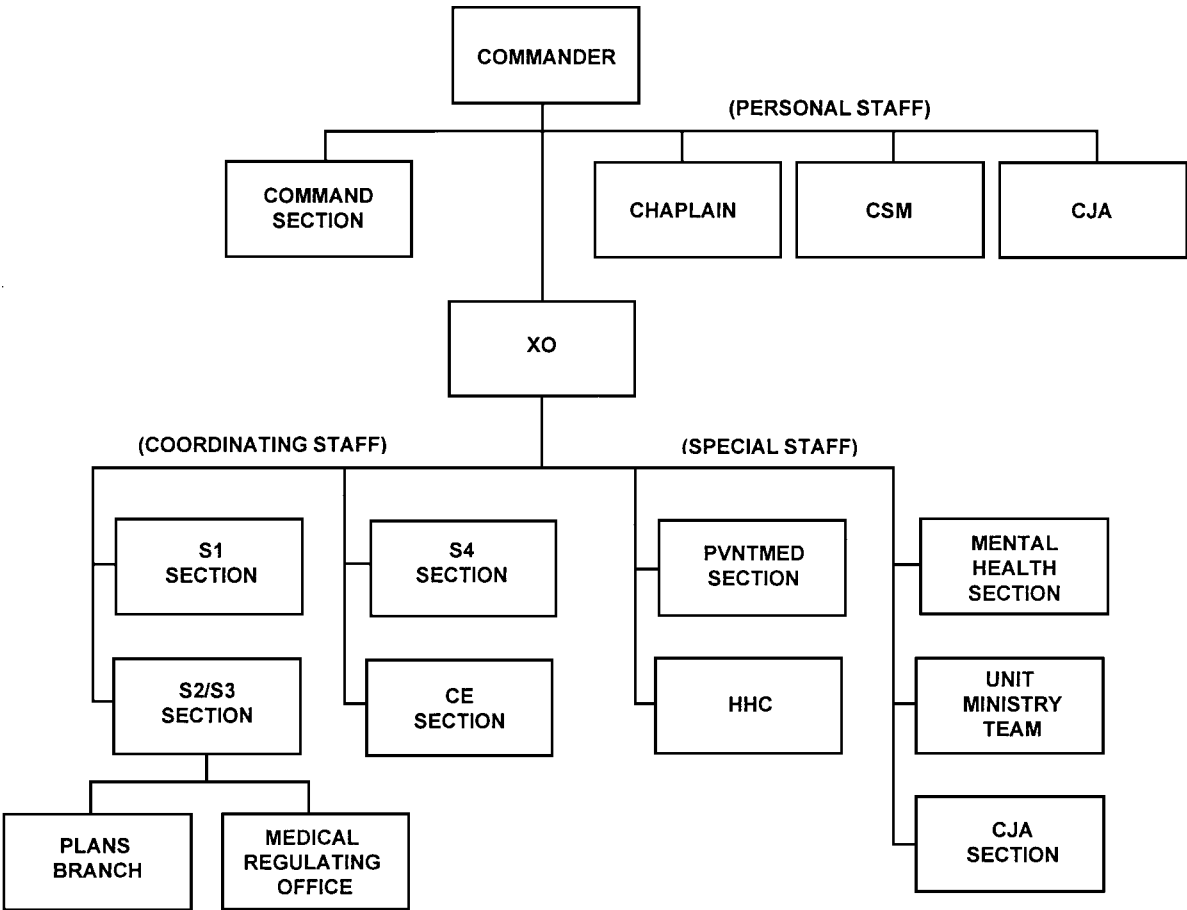 COMMANDER
(PERSONAL STAFF)
COMMAND
SECTION
CHAPLAIN
CSM
CJA
XO
(COORDINATING STAFF)
(SPECIAL STAFF)
S1
SECTION
S4
SECTION
PVNTMED
SECTION
MENTAL
HEALTH
SECTION
S2/S3
SECTION
CE
SECTION
HHC
UNIT
MINISTRY
TEAM
PLANS
BRANCH
MEDICAL
REGULATING
OFFICE
CJA
SECTION